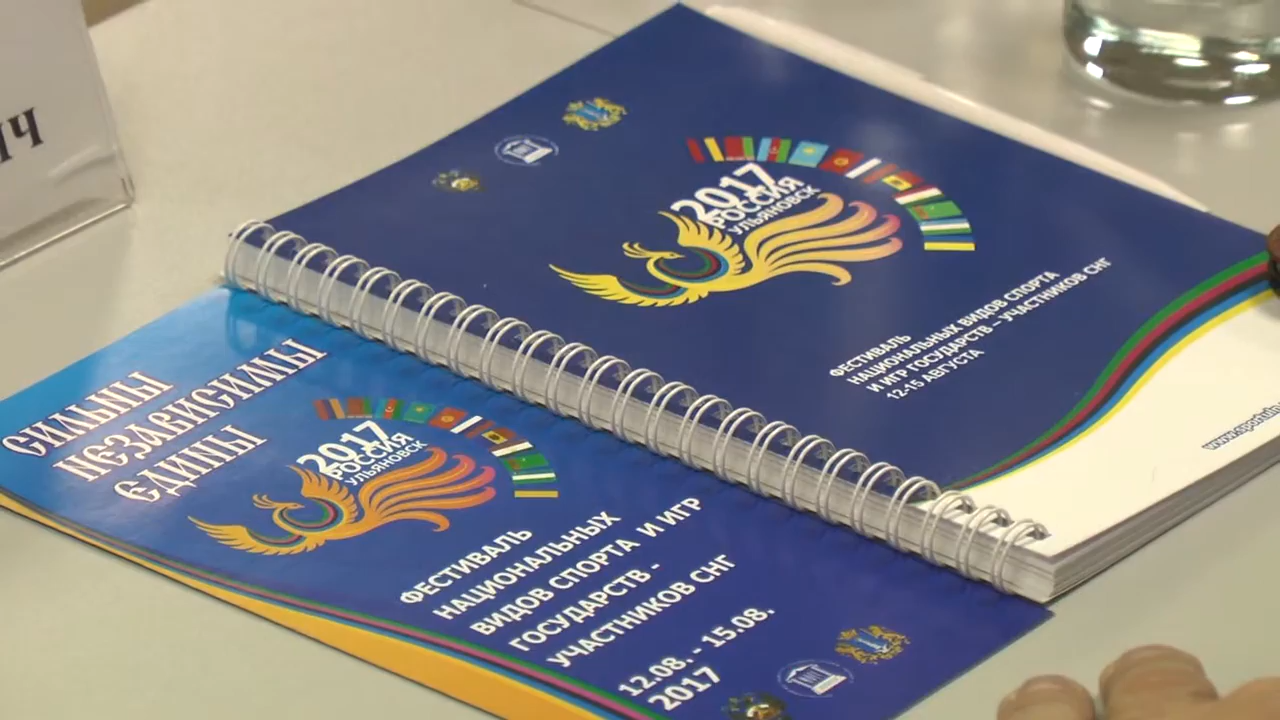 2017
РОССИЯ
УЛЬЯНОВСК
ФЕСТИВАЛЬ
НАЦИОНАЛЬНЫХ ВИДОВ СПОРТА
И ИГР ГОСУДАРСТВ – УЧАСТНИКОВ СНГ
12-15 АВГУСТА
СИЛЬНЫ
НЕЗАВИСИМЫ
ЕДИНЫ
2017
РОССИЯ
УЛЬЯНОВСК
ФЕСТИВАЛЬ
НАЦИОНАЛЬНЫХ
ВИДОВ СПОРТА И ИГР
ГОСУДАРСТВ -
УЧАСТНИКОВ СНГ
12.08. - 15.08.
2017